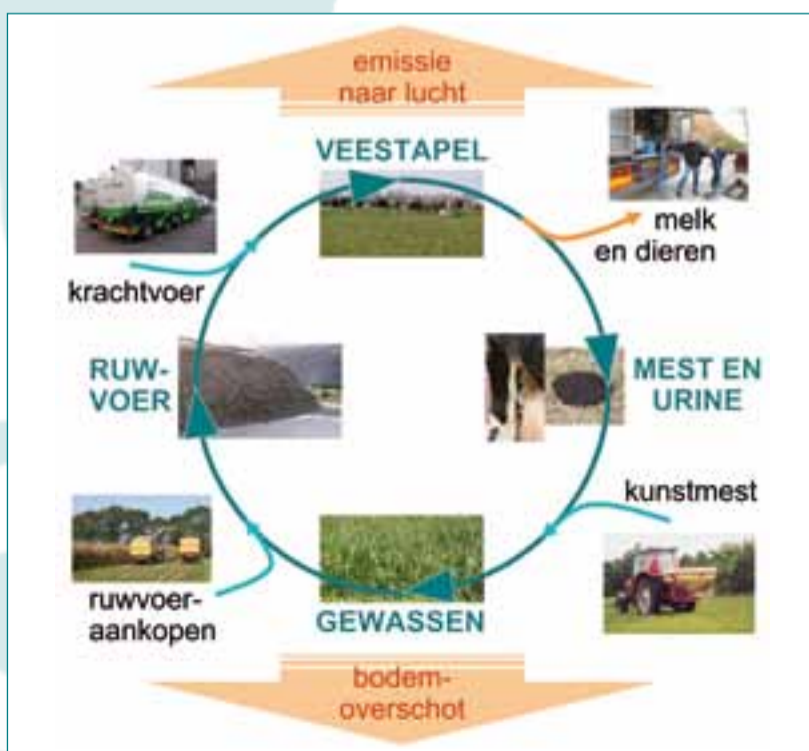 emissie
naar lucht
VEESTAPEL
melk
en dieren
krachtvoer
RUW-
VOER
MEST EN
URINE
kunstmest
ruwvoer-
aankopen
GEWASSEN
bodem-
overschot